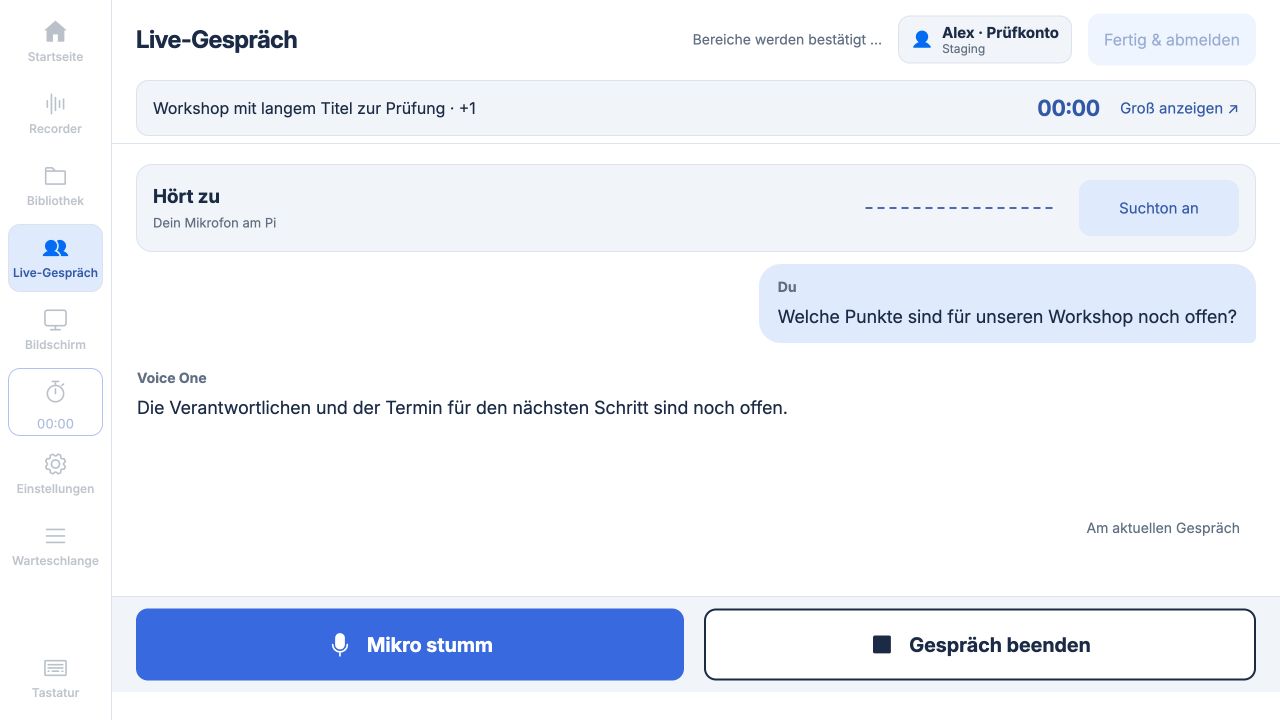 Startseite
Recorder
Bibliothek
Live-Gespräch
Bildschirm
00:00
Einstellungen
Warteschlange
Tastatur
Live-Gespräch
Bereiche werden bestätigt ...
Alex · Prüfkonto
Staging
Fertig & abmelden
Workshop mit langem Titel zur Prüfung · +1
00:00
Groß anzeigen ↗
Hört zu
Dein Mikrofon am Pi
Suchton an
Du
Welche Punkte sind für unseren Workshop noch offen?
Voice One
Die Verantwortlichen und der Termin für den nächsten Schritt sind noch offen.
Am aktuellen Gespräch
Mikro stumm
Gespräch beenden